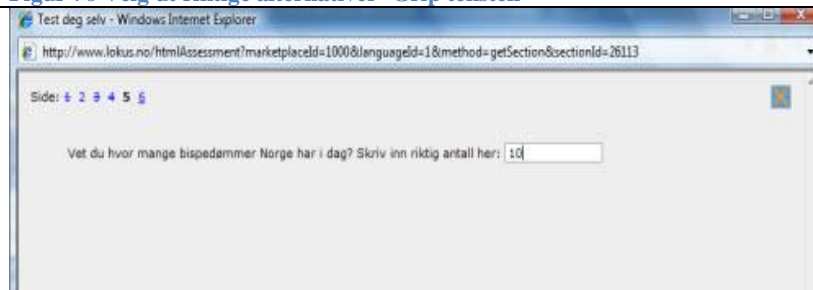 Test deg selv - Windows Internet Explorer
http://www.lokus.no/htmlAssessment?marketplaceId=1000&languageId=1&method=getSection&sectionId=26113
Side: 1 2 3 4 5 6
Vet du hvor mange bispedømmer Norge har i dag? Skriv inn riktig antall her: 10